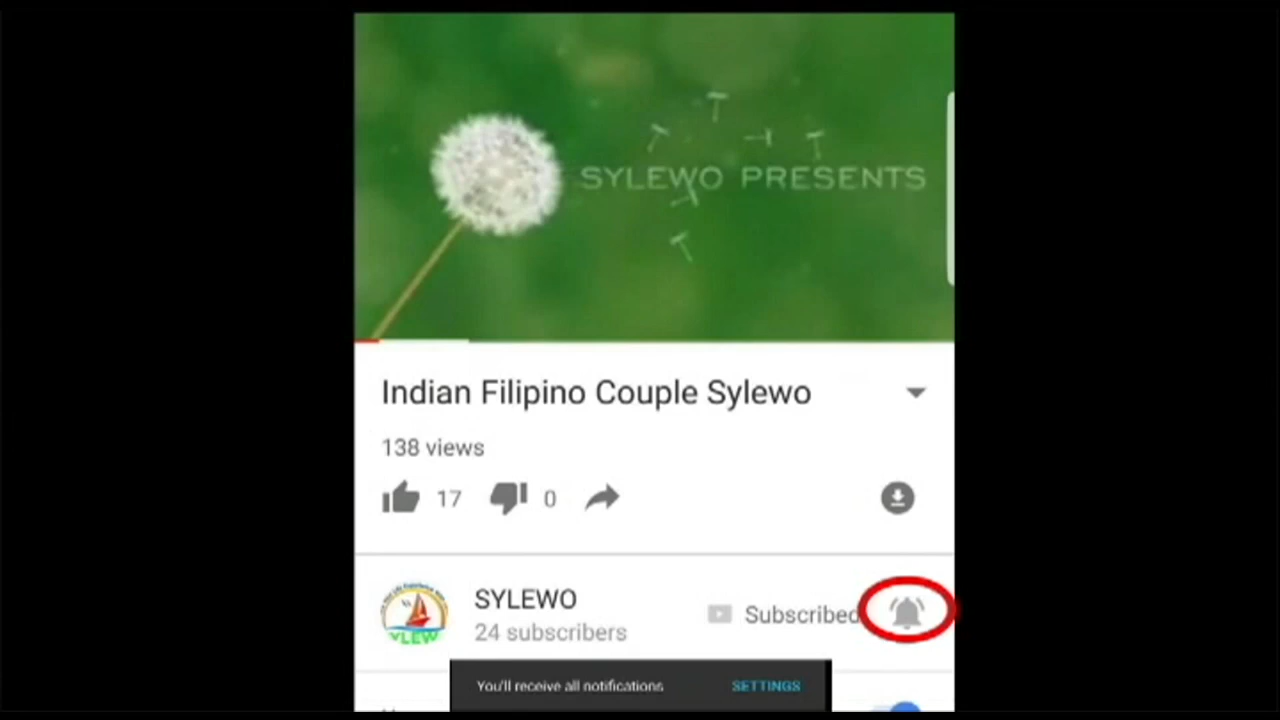 SYLEWO PRESENTS
Indian Filipino Couple Sylewo
138 views
17 0
SYLEWO
24 subscribers
Subscribed
YLEW
You'll receive all notifications SETTINGS